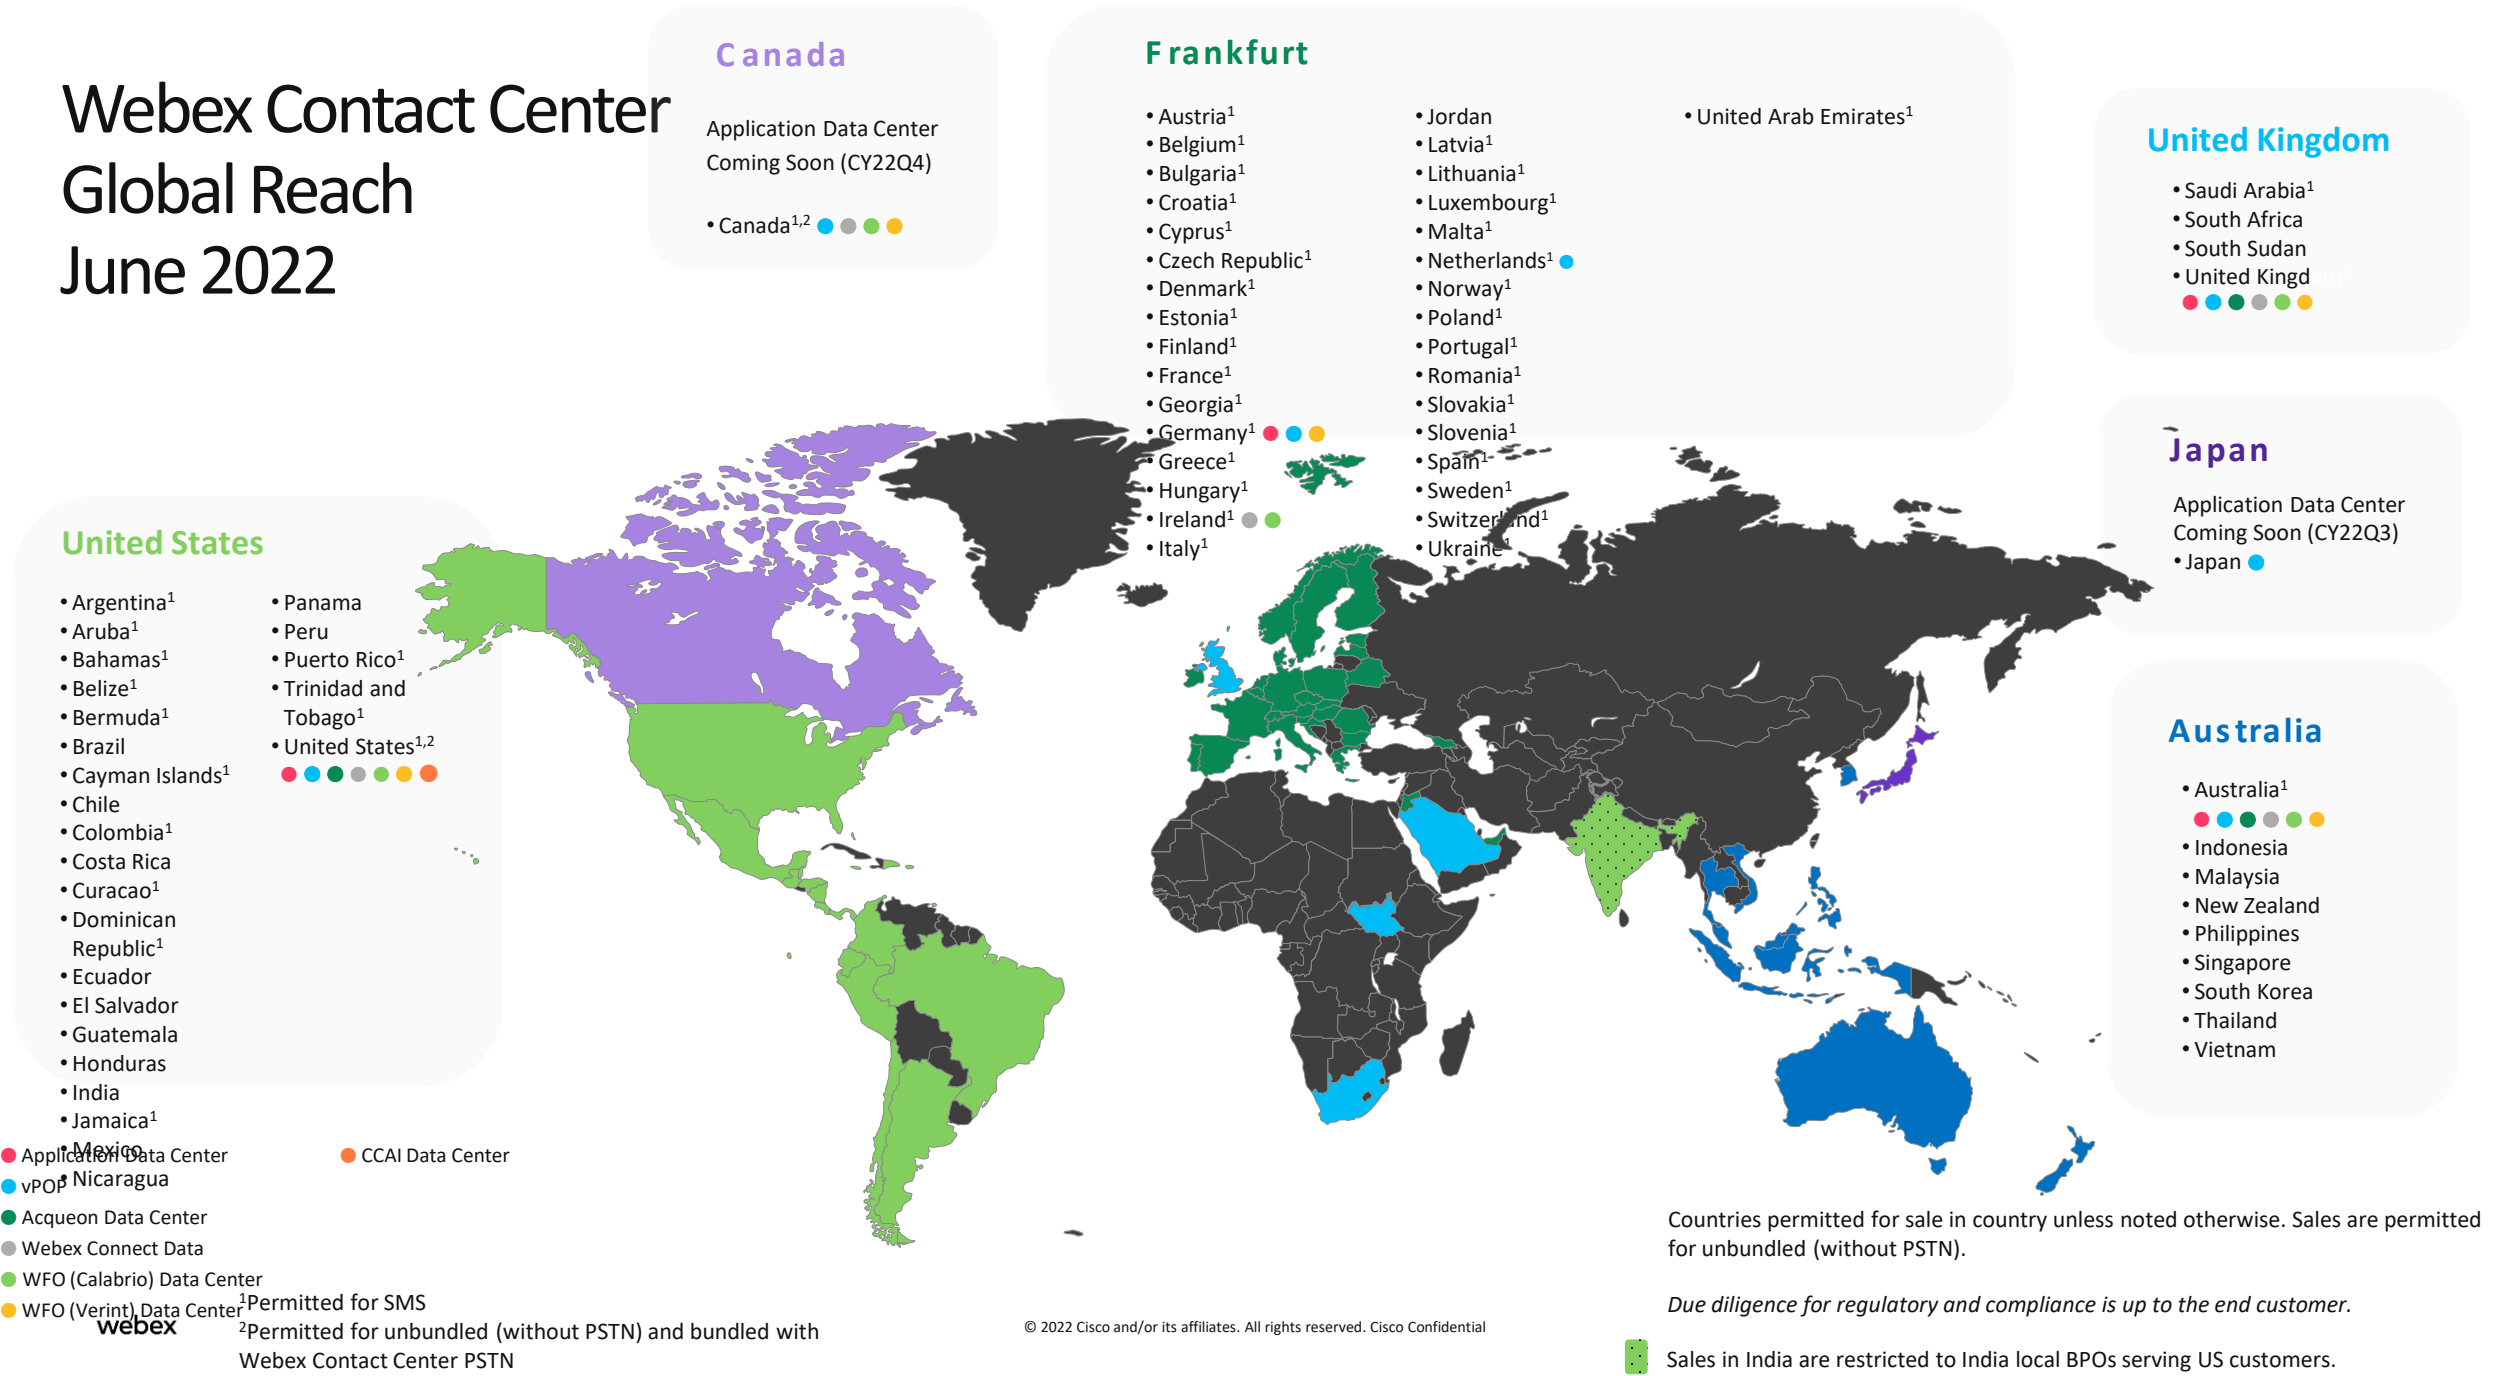 Webex Contact Center
Global Reach
June 2022
Canada
Application Data Center
Coming Soon (CY22Q4)
• Canada1,2
Frankfurt
• Austria1
• Belgium1
• Bulgaria1
• Croatia1
• Cyprus1
• Czech Republic1
• Denmark1
• Estonia1
• Finland1
• France1
• Georgia1
• Germany1
• Greece1
• Hungary1
• Ireland1
• Italy1
• Jordan
• Latvia1
• Lithuania1
• Luxembourg1
• Malta1
• Netherlands1
• Norway1
• Poland1
• Portugal1
• Romania1
• Slovakia1
• Slovenia1
• Spain1
• Sweden1
• Switzerland1
• Ukraine1
• United Arab Emirates1
United Kingdom
• Saudi Arabia1
• South Africa
• South Sudan
• United Kingd
Japan
Application Data Center
Coming Soon (CY22Q3)
• Japan
Australia
• Australia1
• Indonesia
• Malaysia
• New Zealand
• Philippines
• Singapore
• South Korea
• Thailand
• Vietnam
United States
• Argentina1
• Aruba1
• Bahamas1
• Belize1
• Bermuda1
• Brazil
• Cayman Islands1
• Chile
• Colombia1
• Costa Rica
• Curacao1
• Dominican
Republic1
• Ecuador
• El Salvador
• Guatemala
• Honduras
• India
• Jamaica1
• Mexico
• Nicaragua
• Panama
• Peru
• Puerto Rico1
• Trinidad and
Tobago1
• United States1,2
Application Data Center
vPOP
Acqueon Data Center
Webex Connect Data
WFO (Calabrio) Data Center
WFO (Verint) Data Center
CCAI Data Center
webex
1Permitted for SMS
2Permitted for unbundled (without PSTN) and bundled with
Webex Contact Center PSTN
© 2022 Cisco and/or its affiliates. All rights reserved. Cisco Confidential
Countries permitted for sale in country unless noted otherwise. Sales are permitted
for unbundled (without PSTN).
Due diligence for regulatory and compliance is up to the end customer.
Sales in India are restricted to India local BPOs serving US customers.